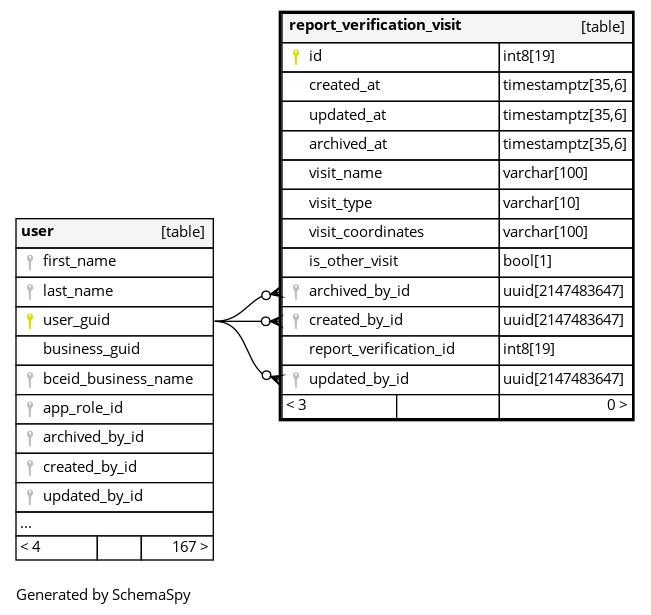 report_verification_visit [table]
id int8[19]
created_at timestamptz[35,6]
updated_at timestamptz[35,6]
archived_at timestamptz[35,6]
visit_name varchar[100]
visit_type varchar[10]
visit_coordinates varchar[100]
is_other_visit bool[1]
archived_by_id uuid[2147483647]
created_by_id uuid[2147483647]
report_verification_id int8[19]
updated_by_id uuid[2147483647]
< 3 0 >
user [table]
first_name
last_name
user_guid
business_guid
bceid_business_name
app_role_id
archived_by_id
created_by_id
updated_by_id
...
< 4 167 >
Generated by SchemaSpy